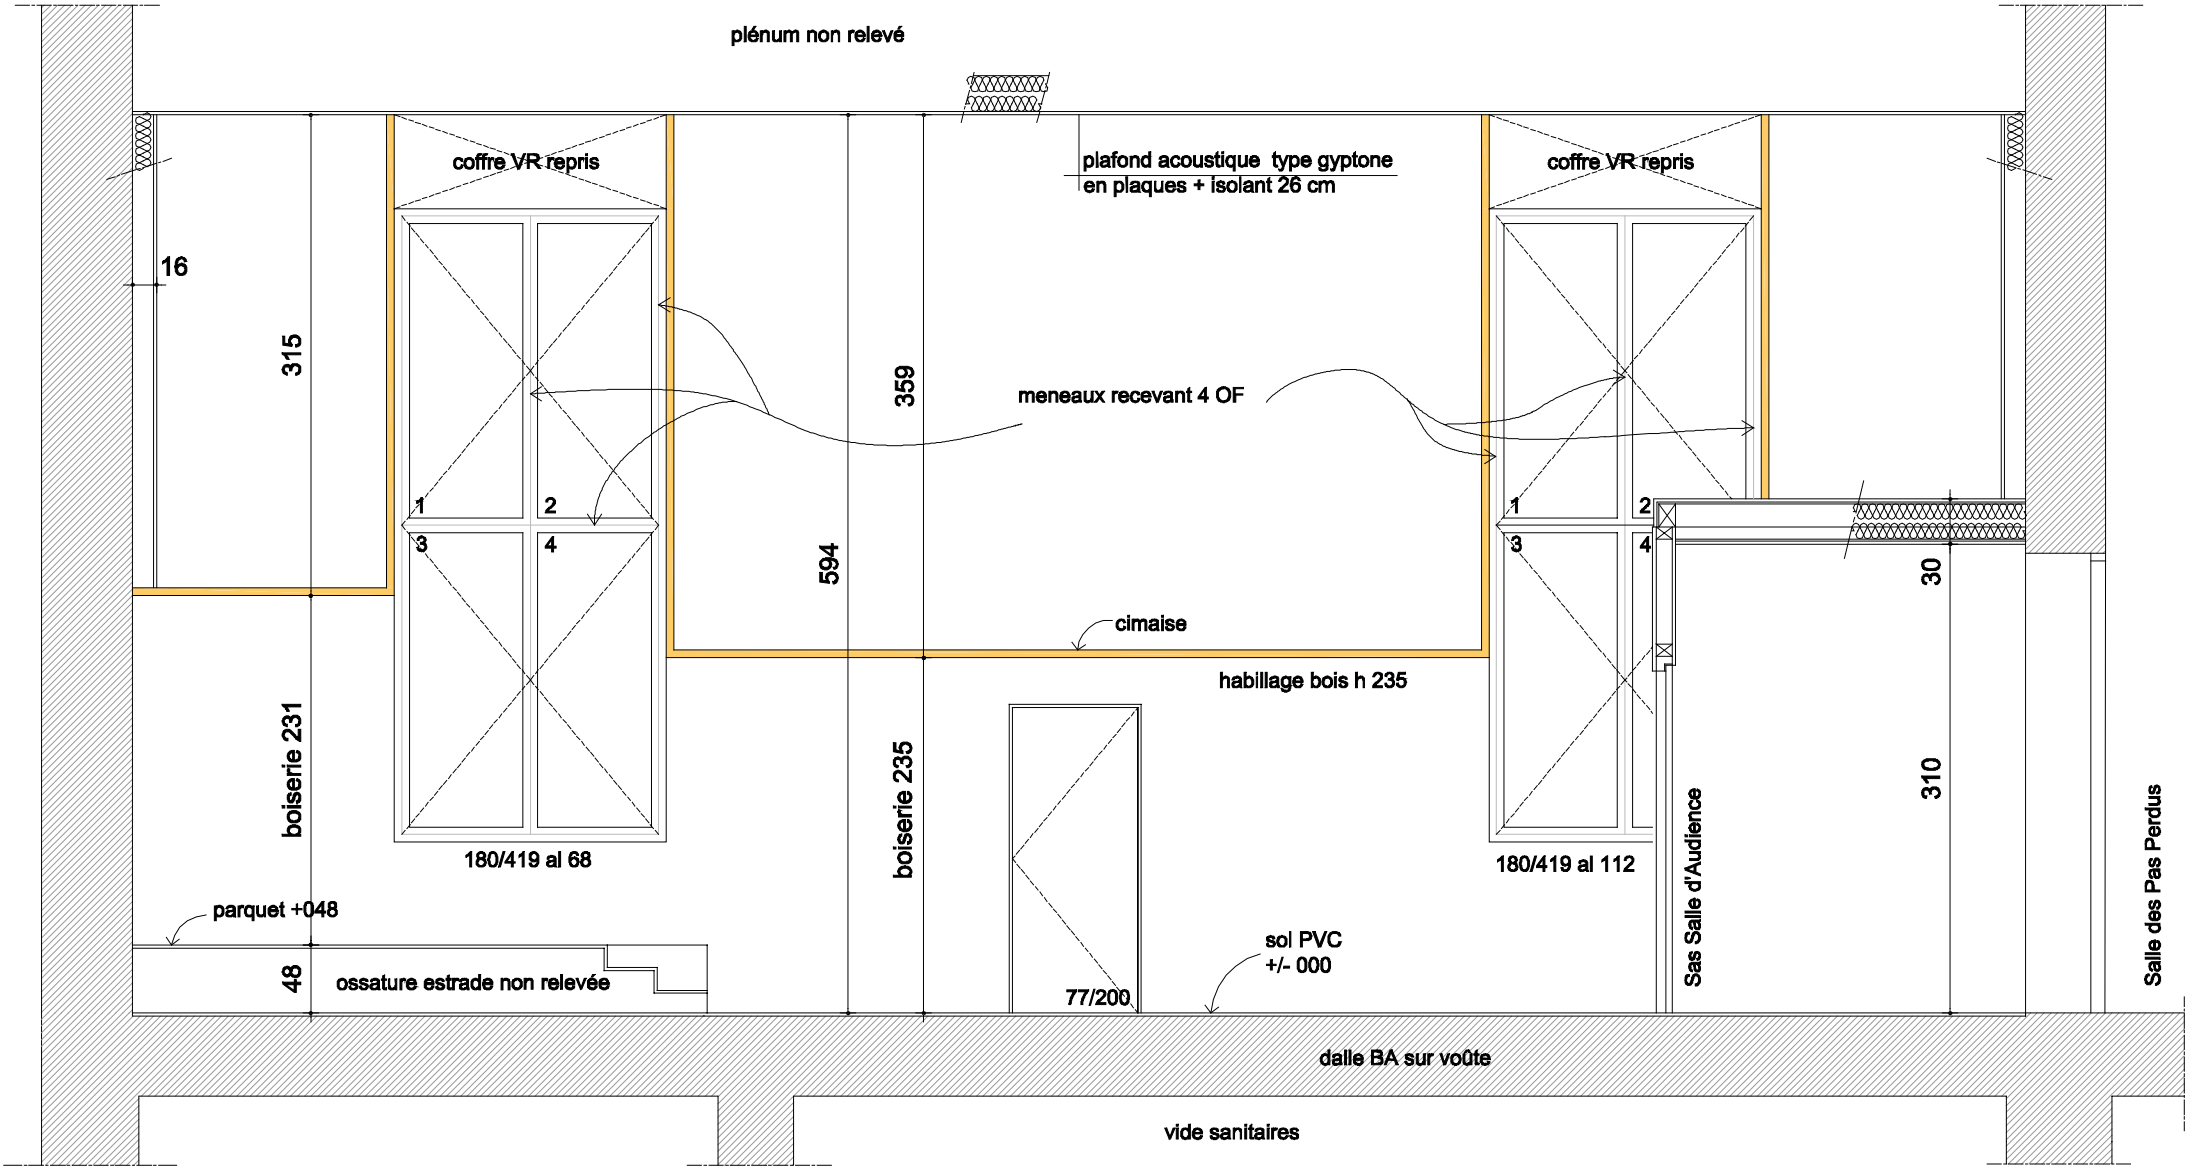 plénum non relevé
coffre VR repris
plafond acoustique type gyptone
en plaques + isolant 26 cm
coffre VR repris
16
315
359
meneaux recevant 4 OF
1
2
3
4
1
2
3
4
594
30
cimaise
habillage bois h 235
boiserie 231
boiserie 235
310
180/419 al 68
180/419 al 112
Sas Salle d'Audience
Salle des Pas Perdus
parquet +048
48
ossature estrade non relevée
77/200
sol PVC
+/- 000
dalle BA sur voûte
vide sanitaires